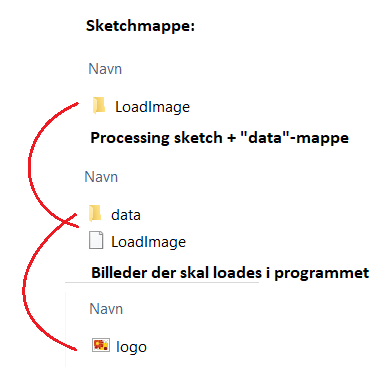 Sketchmappe:
Navn
LoadImage
Processing sketch + "data"-mappe
Navn
data
LoadImage
Billeder der skal loades i programmet
Navn
logo